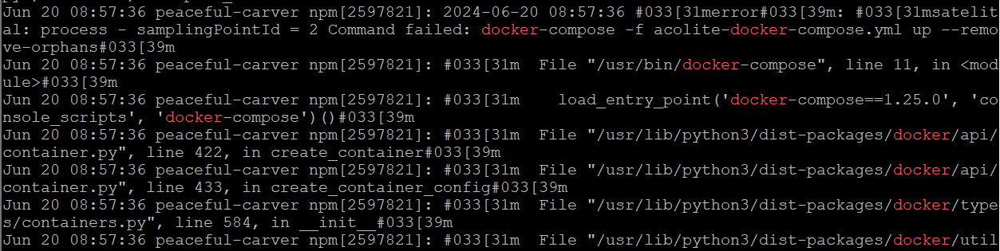 Jun 20 08:57:36 peaceful-carver npm[2597821]: 2024-06-20 08:57:36 #033[31merror#033[39m: #033[31msatelit
al: process - samplingPointId = 2 Command failed: docker-compose -f acolite-docker-compose.yml up --remo
ve-orphans#033[39m
Jun 20 08:57:36 peaceful-carver npm[2597821]: #033[31m  File "/usr/bin/docker-compose", line 11, in <mod
ule>#033[39m
Jun 20 08:57:36 peaceful-carver npm[2597821]: #033[31m    load_entry_point('docker-compose==1.25.0', 'co
nsole_scripts', 'docker-compose')()#033[39m
Jun 20 08:57:36 peaceful-carver npm[2597821]: #033[31m  File "/usr/lib/python3/dist-packages/docker/api/
container.py", line 422, in create_container#033[39m
Jun 20 08:57:36 peaceful-carver npm[2597821]: #033[31m  File "/usr/lib/python3/dist-packages/docker/api/
container.py", line 433, in create_container_config#033[39m
Jun 20 08:57:36 peaceful-carver npm[2597821]: #033[31m  File "/usr/lib/python3/dist-packages/docker/type
s/containers.py", line 584, in __init__#033[39m
Jun 20 08:57:36 peaceful-carver npm[2597821]: #033[31m  File "/usr/lib/python3/dist-packages/docker/util